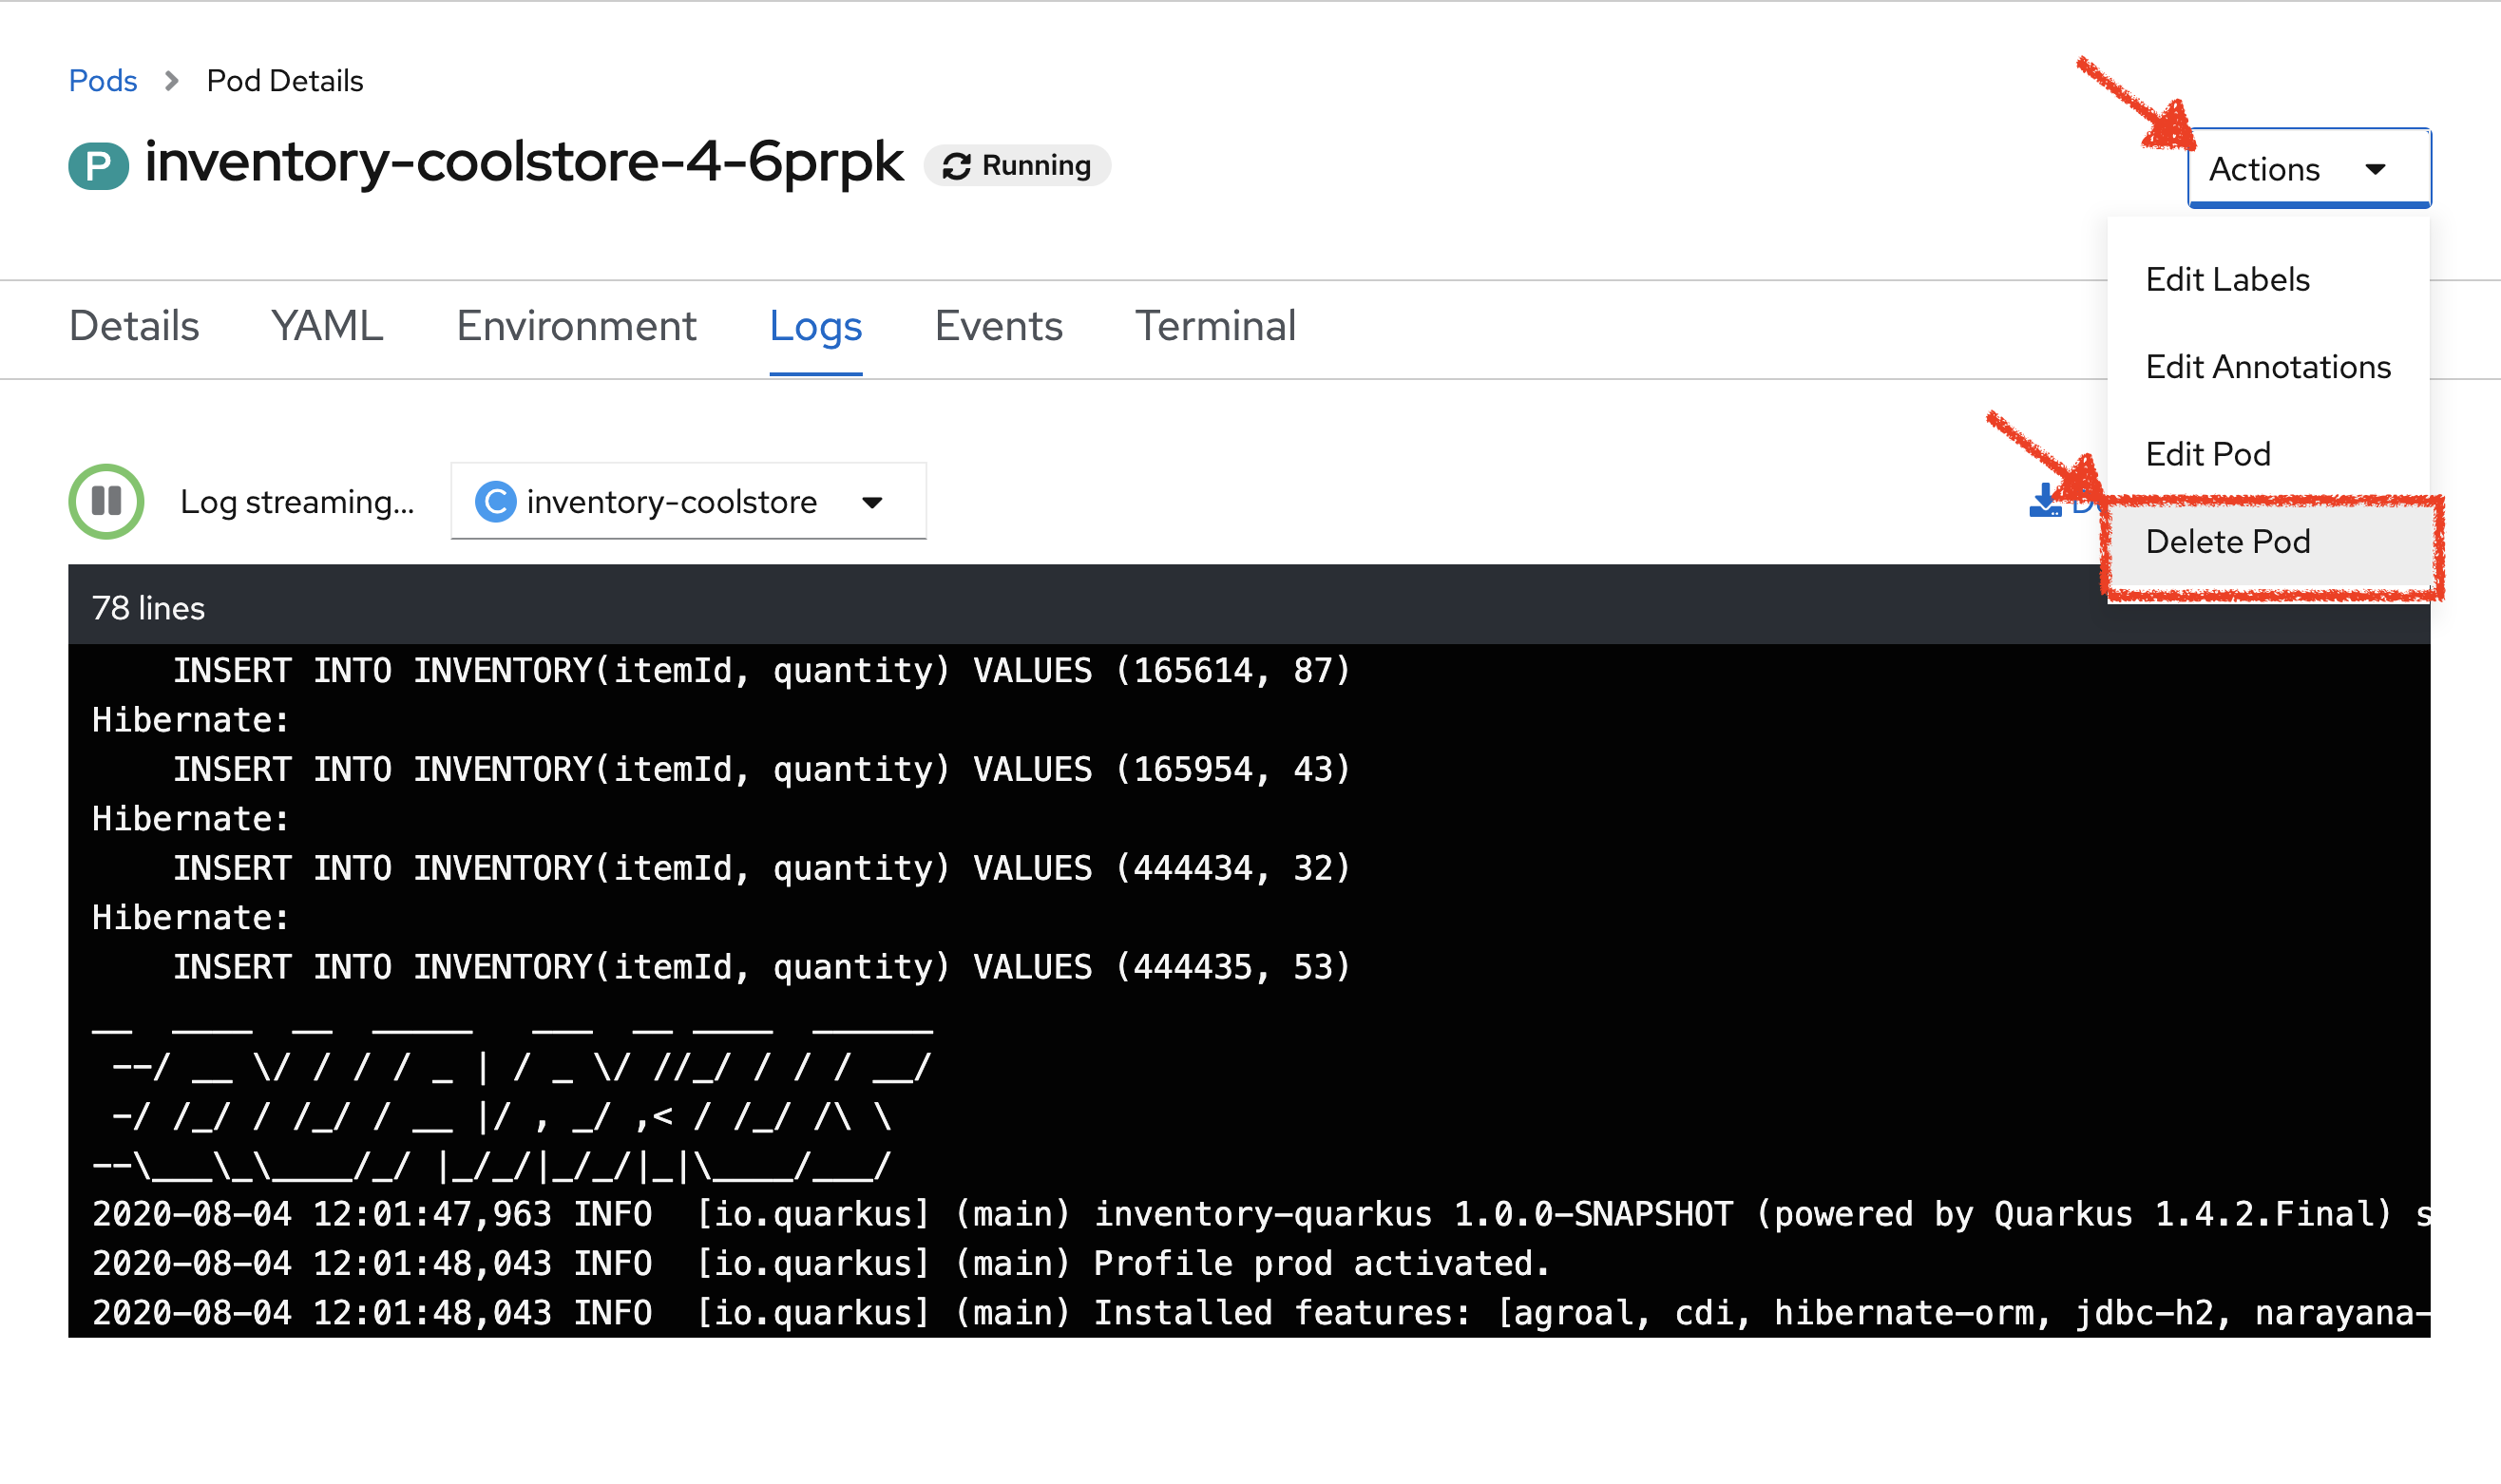 Pods > Pod Details
P inventory-coolstore-4-6prpk Running
Actions
Edit Labels
Edit Annotations
Edit Pod
Delete Pod
Details YAML Environment Logs Events Terminal
Log streaming... C inventory-coolstore
78 lines
    INSERT INTO INVENTORY(itemId, quantity) VALUES (165614, 87)
Hibernate:
    INSERT INTO INVENTORY(itemId, quantity) VALUES (165954, 43)
Hibernate:
    INSERT INTO INVENTORY(itemId, quantity) VALUES (444434, 32)
Hibernate:
    INSERT INTO INVENTORY(itemId, quantity) VALUES (444435, 53)
__  ____  __  _____   ___  __ ____  ______
 --/ __ \/ / / / _ | / _ \/ //_/ / / / __/
 -/ /_/ / /_/ / __ |/ , _/ ,< / /_/ /\ \
--\___\_\____/_/ |_/_/|_/_/|_|\____/___/
2020-08-04 12:01:47,963 INFO  [io.quarkus] (main) inventory-quarkus 1.0.0-SNAPSHOT (powered by Quarkus 1.4.2.Final) s
2020-08-04 12:01:48,043 INFO  [io.quarkus] (main) Profile prod activated.
2020-08-04 12:01:48,043 INFO  [io.quarkus] (main) Installed features: [agroal, cdi, hibernate-orm, jdbc-h2, narayana-